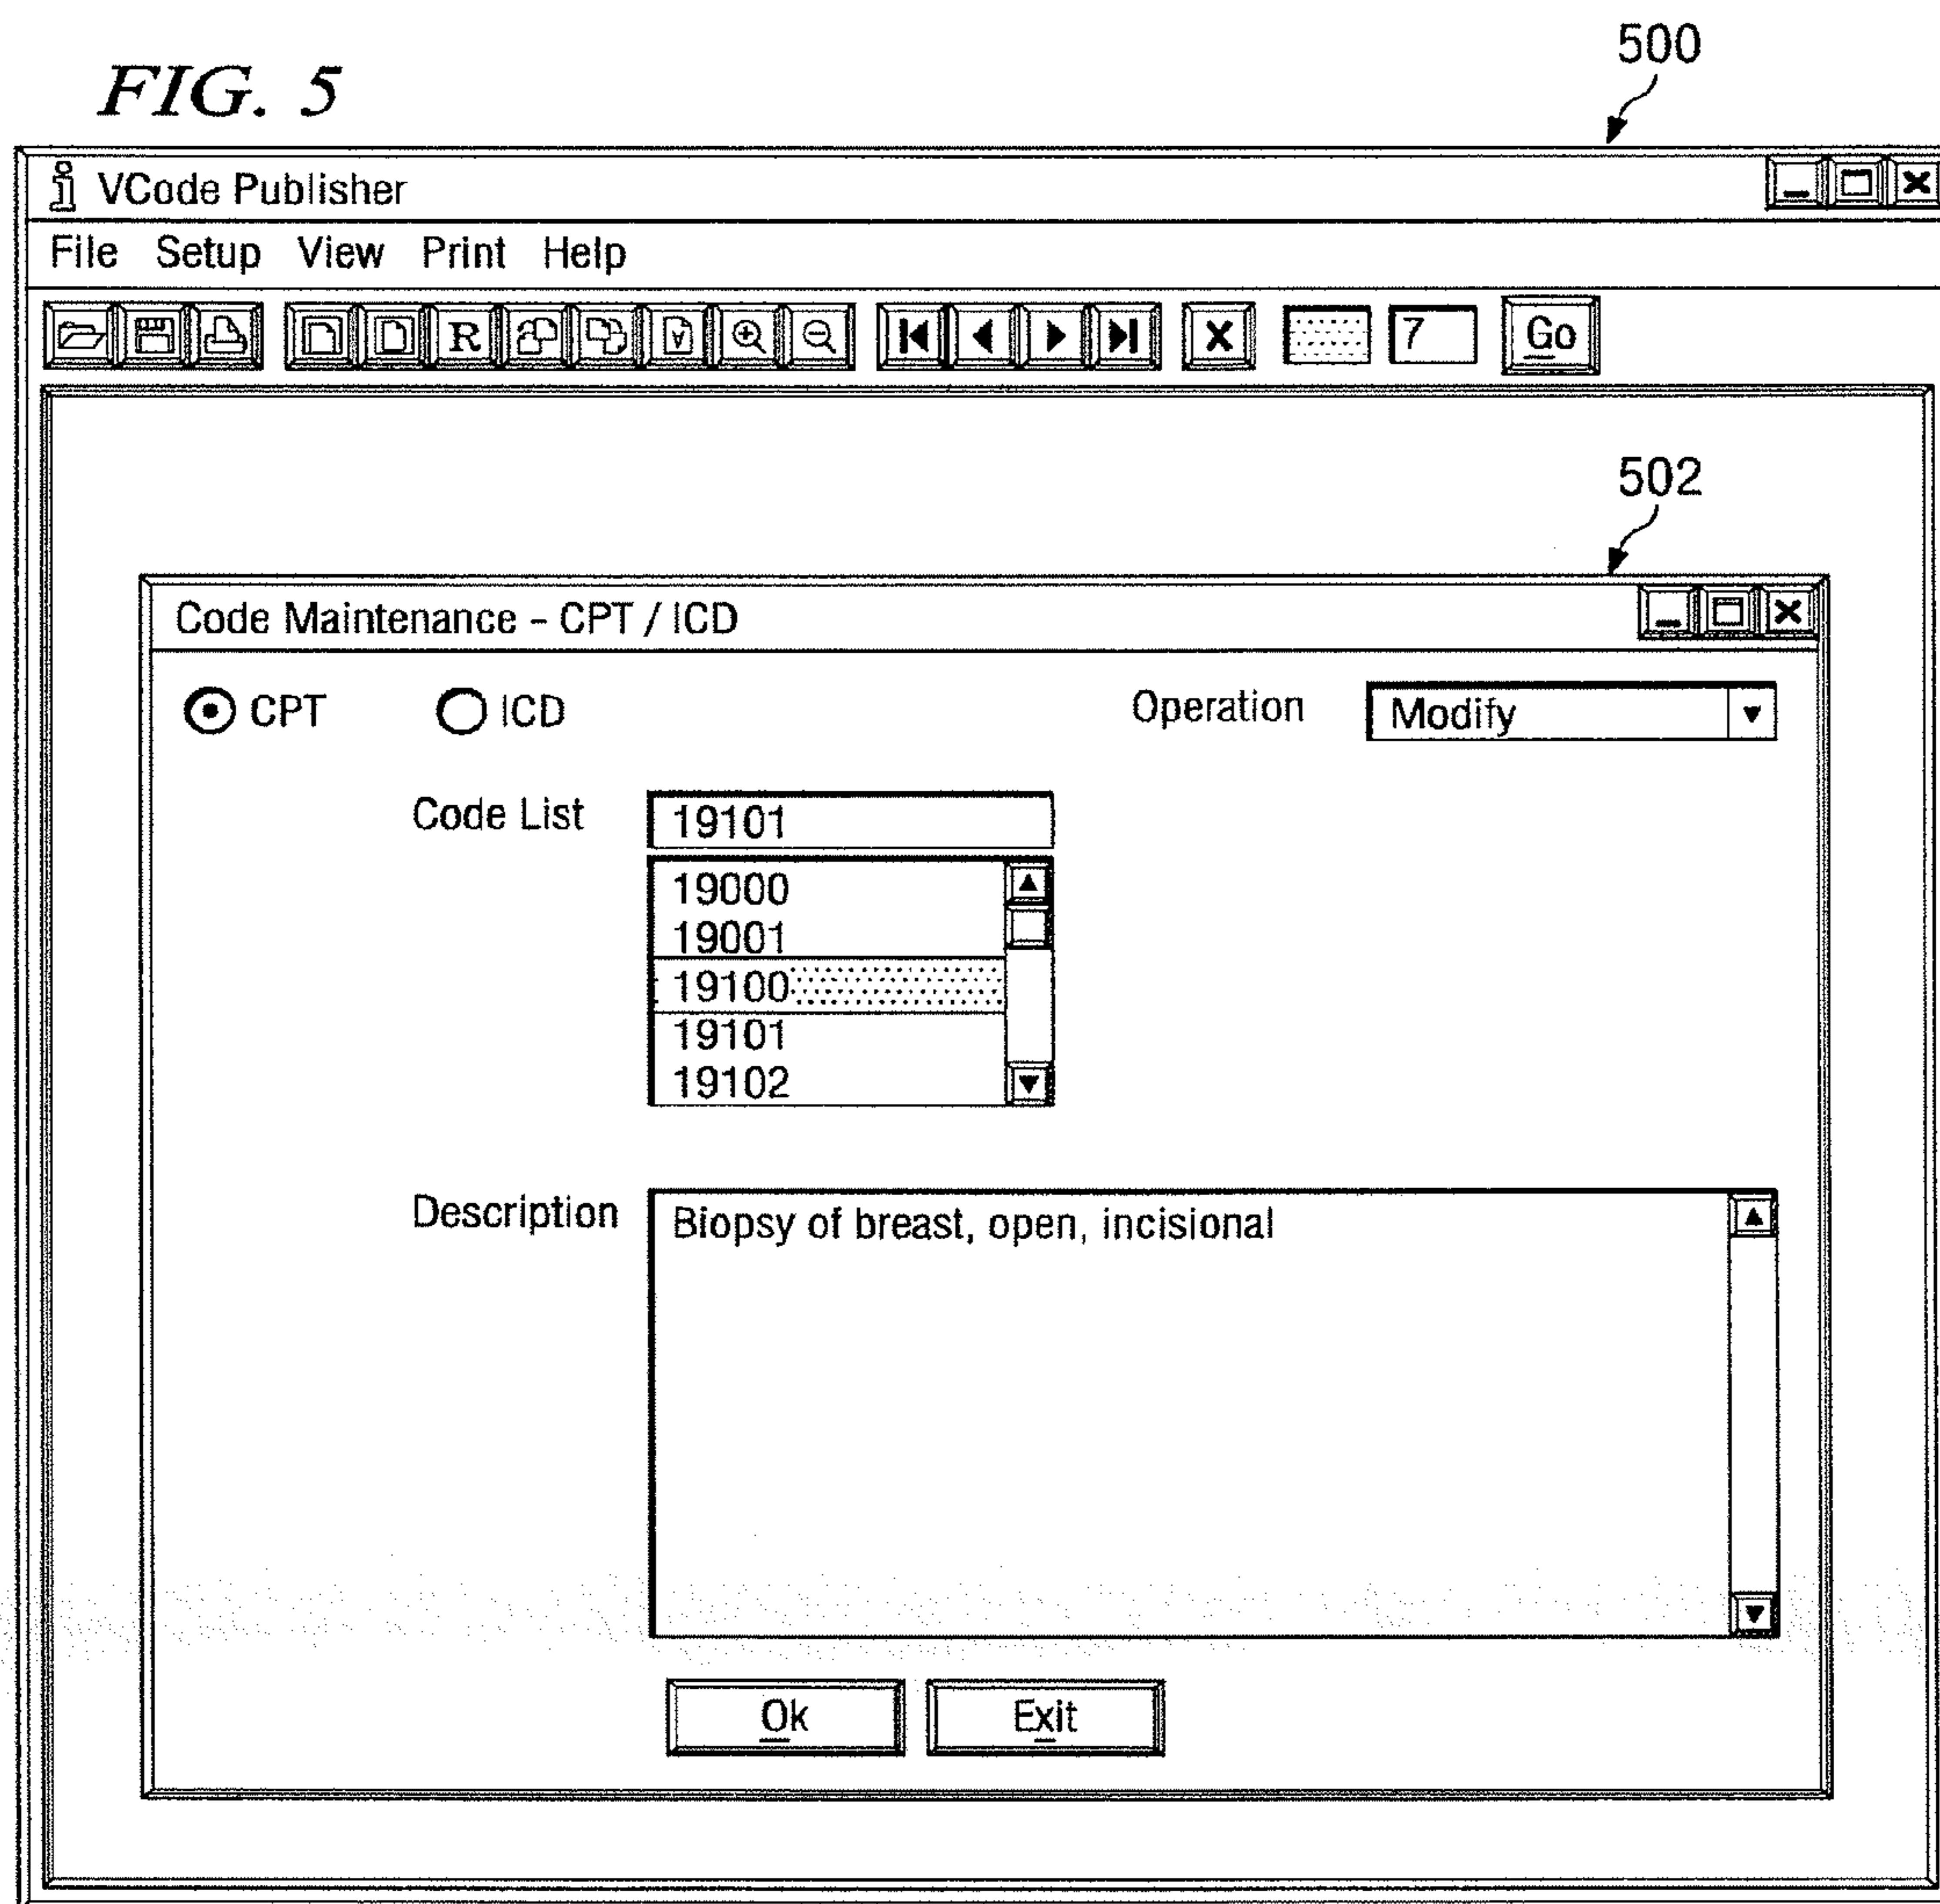 FIG. 5
500
VCode Publisher
File Setup View Print Help
R 7 Go
502
Code Maintenance - CPT / ICD
CPT ICD Operation Modify
Code List 19101
19000
19001
19100
19101
19102
Description Biopsy of breast, open, incisional
Ok Exit